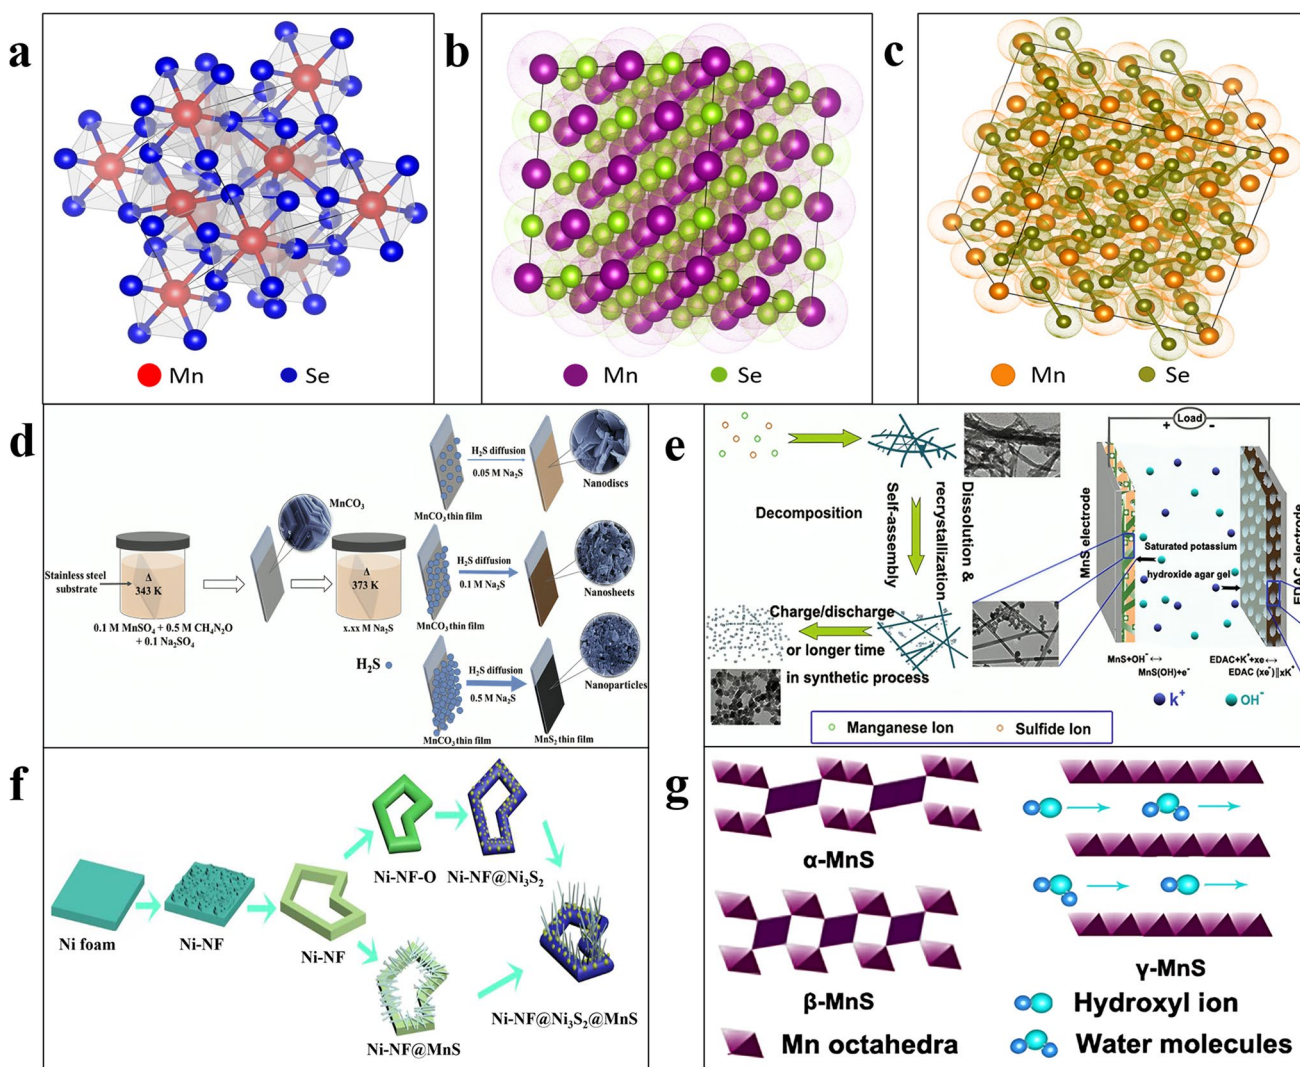 a
Mn
Se
b
Mn
Se
c
Mn
Se
d
Stainless steel
substrate
Δ
343 K
0.1 M MnSO₄ + 0.5 M CH₄N₂O
+ 0.1 Na₂SO₄
MnCO₃
Δ
373 K
x.xx M Na₂S
H₂S
H₂S diffusion
0.05 M Na₂S
Nanodiscs
MnCO₃ thin film
H₂S diffusion
0.1 M Na₂S
Nanosheets
MnCO₃ thin film
H₂S diffusion
0.5 M Na₂S
Nanoparticles
MnCO₃ thin film
MnS₂ thin film
e
Decomposition
Self-assembly
Dissolution &
recrystallization
Charge/discharge
or longer time
in synthetic process
Manganese Ion
Sulfide Ion
+ Load -
MnS electrode
Saturated potassium
hydroxide agar gel
EDAC electrode
MnS+OH⁻↔
MnS(OH)+e⁻
EDAC+K⁺+xe↔
EDAC (xe⁻)||xK⁺
k⁺
OH⁻
f
Ni foam
Ni-NF
Ni-NF
Ni-NF-O
Ni-NF@Ni₃S₂
Ni-NF@MnS
Ni-NF@Ni₃S₂@MnS
g
α-MnS
β-MnS
γ-MnS
Mn octahedra
Hydroxyl ion
Water molecules